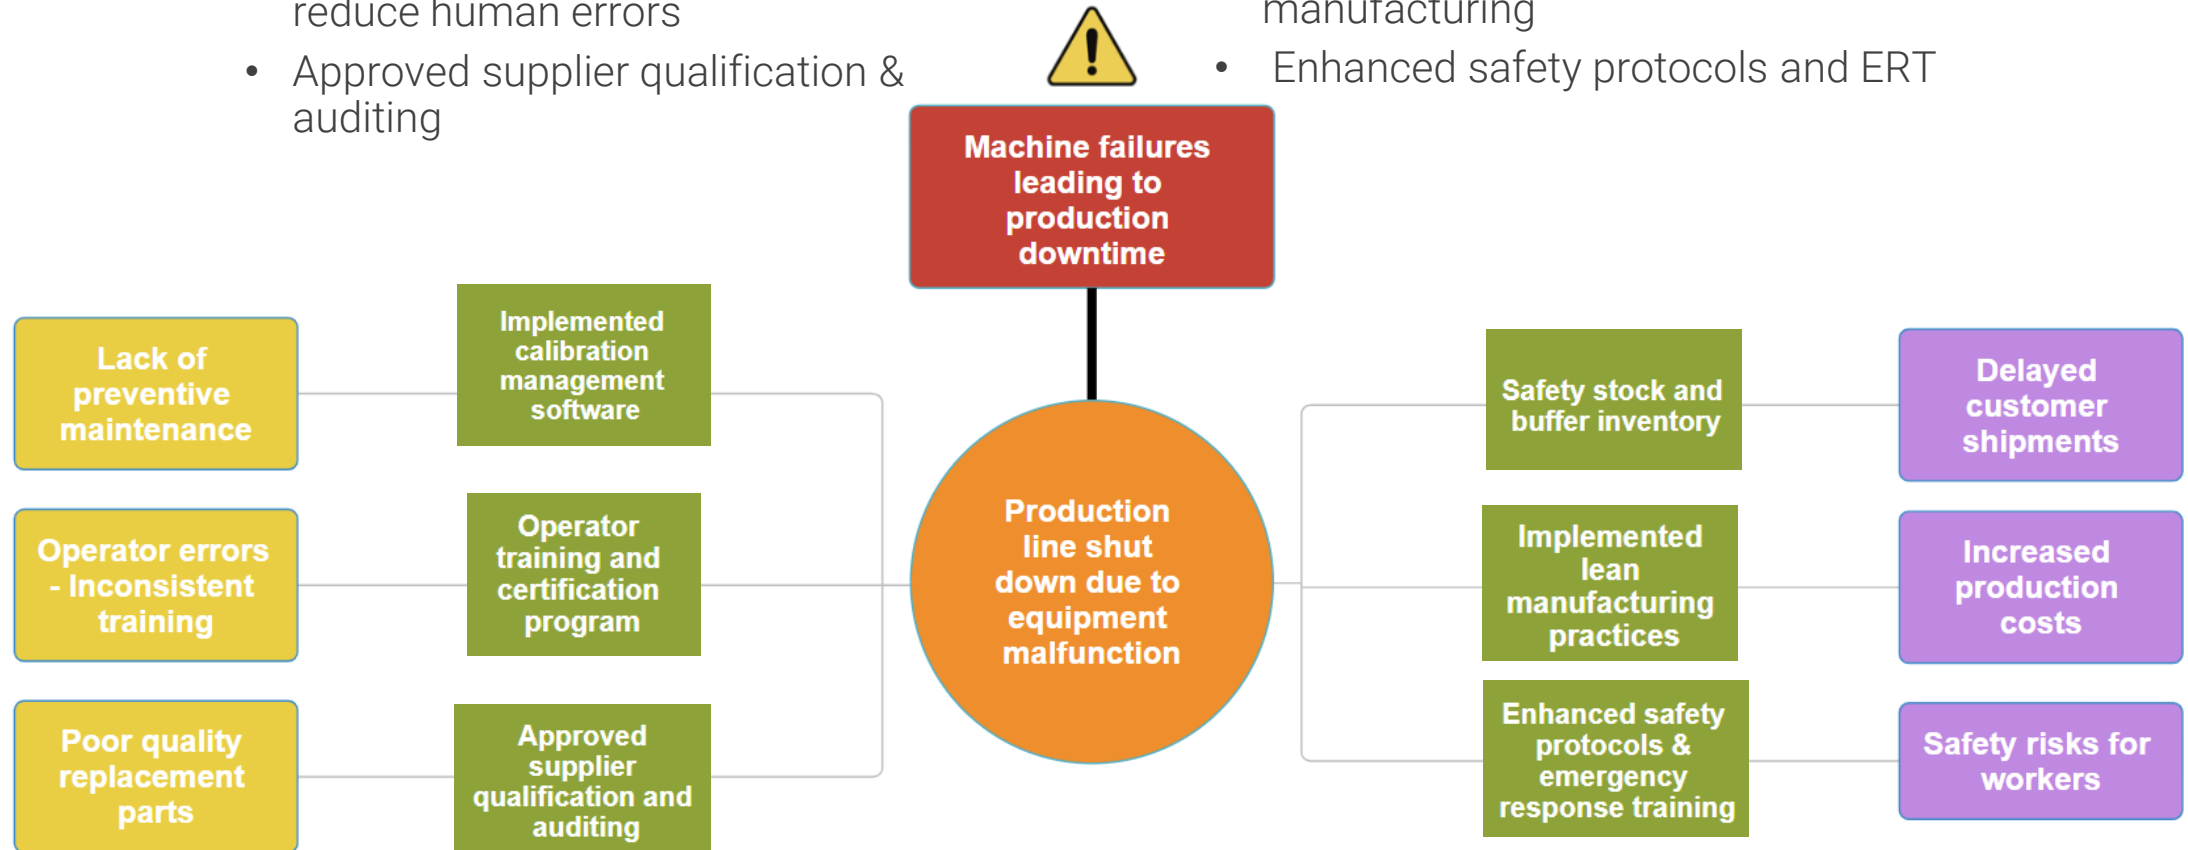 reduce human errors
• Approved supplier qualification &
auditing
manufacturing
• Enhanced safety protocols and ERT
Machine failures
leading to
production
downtime
Lack of
preventive
maintenance
Implemented
calibration
management
software
Operator errors
- Inconsistent
training
Operator
training and
certification
program
Poor quality
replacement
parts
Approved
supplier
qualification and
auditing
Production
line shut
down due to
equipment
malfunction
Safety stock and
buffer inventory
Delayed
customer
shipments
Implemented
lean
manufacturing
practices
Increased
production
costs
Enhanced safety
protocols &
emergency
response training
Safety risks for
workers